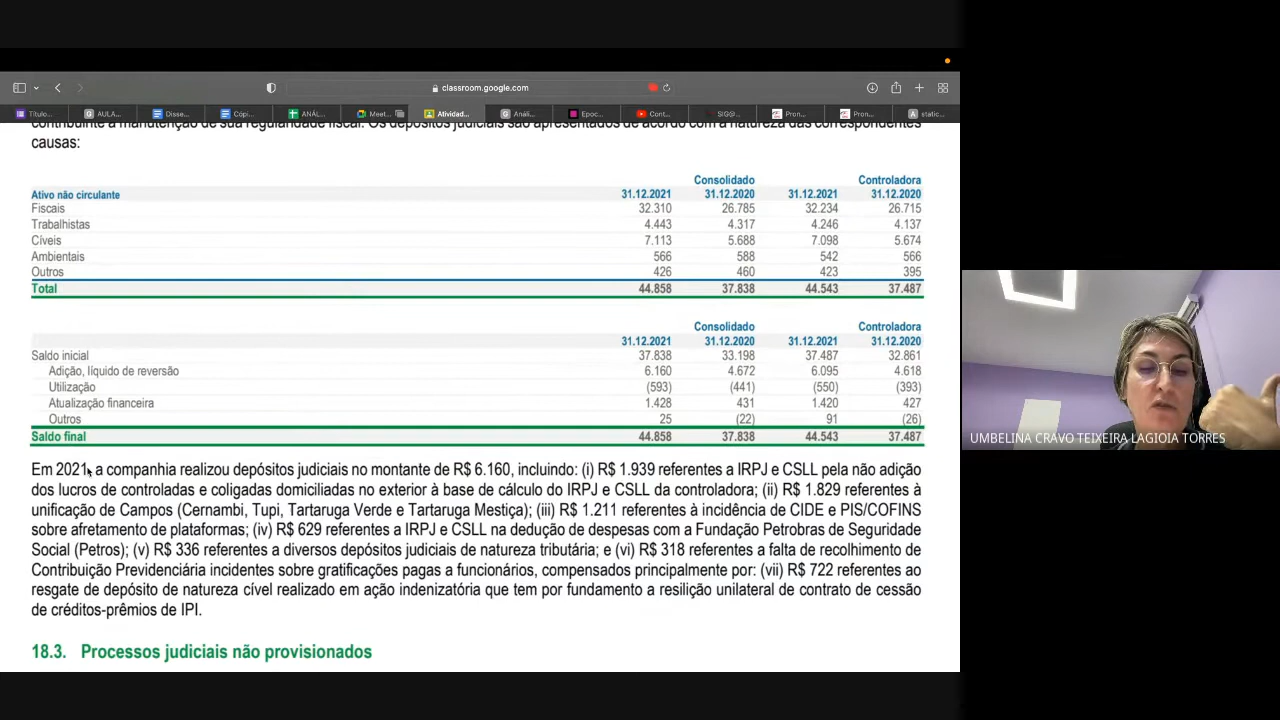 classroom.google.com
Título...
AULA...
Disse...
Cópi...
ANÁL...
Meet...
Atividad...
Análi...
Epoc...
Cont...
SIG@...
Pron...
Pron...
static...
contribuinte a manutenção de sua regularidade fiscal. Os depósitos judiciais são apresentados de acordo com a natureza das correspondentes
causas:
Consolidado Controladora
Ativo não circulante 31.12.2021 31.12.2020 31.12.2021 31.12.2020
Fiscais 32.310 26.785 32.234 26.715
Trabalhistas 4.443 4.317 4.246 4.137
Cíveis 7.113 5.688 7.098 5.674
Ambientais 566 588 542 566
Outros 426 460 423 395
Total 44.858 37.838 44.543 37.487
Consolidado Controladora
31.12.2021 31.12.2020 31.12.2021 31.12.2020
Saldo inicial 37.838 33.198 37.487 32.861
Adição, líquido de reversão 6.160 4.672 6.095 4.618
Utilização (593) (441) (550) (393)
Atualização financeira 1.428 431 1.420 427
Outros 25 (22) 91 (26)
Saldo final 44.858 37.838 44.543 37.487
Em 2021, a companhia realizou depósitos judiciais no montante de R$ 6.160, incluindo: (i) R$ 1.939 referentes a IRPJ e CSLL pela não adição
dos lucros de controladas e coligadas domiciliadas no exterior à base de cálculo do IRPJ e CSLL da controladora; (ii) R$ 1.829 referentes à
unificação de Campos (Cernambi, Tupi, Tartaruga Verde e Tartaruga Mestiça); (iii) R$ 1.211 referentes à incidência de CIDE e PIS/COFINS
sobre afretamento de plataformas; (iv) R$ 629 referentes a IRPJ e CSLL na dedução de despesas com a Fundação Petrobras de Seguridade
Social (Petros); (v) R$ 336 referentes a diversos depósitos judiciais de natureza tributária; e (vi) R$ 318 referentes a falta de recolhimento de
Contribuição Previdenciária incidentes sobre gratificações pagas a funcionários, compensados principalmente por: (vii) R$ 722 referentes ao
resgate de depósito de natureza cível realizado em ação indenizatória que tem por fundamento a resilição unilateral de contrato de cessão
de créditos-prêmios de IPI.
18.3. Processos judiciais não provisionados
UMBELINA CRAVO TEIXEIRA LAGIOIA TORRES